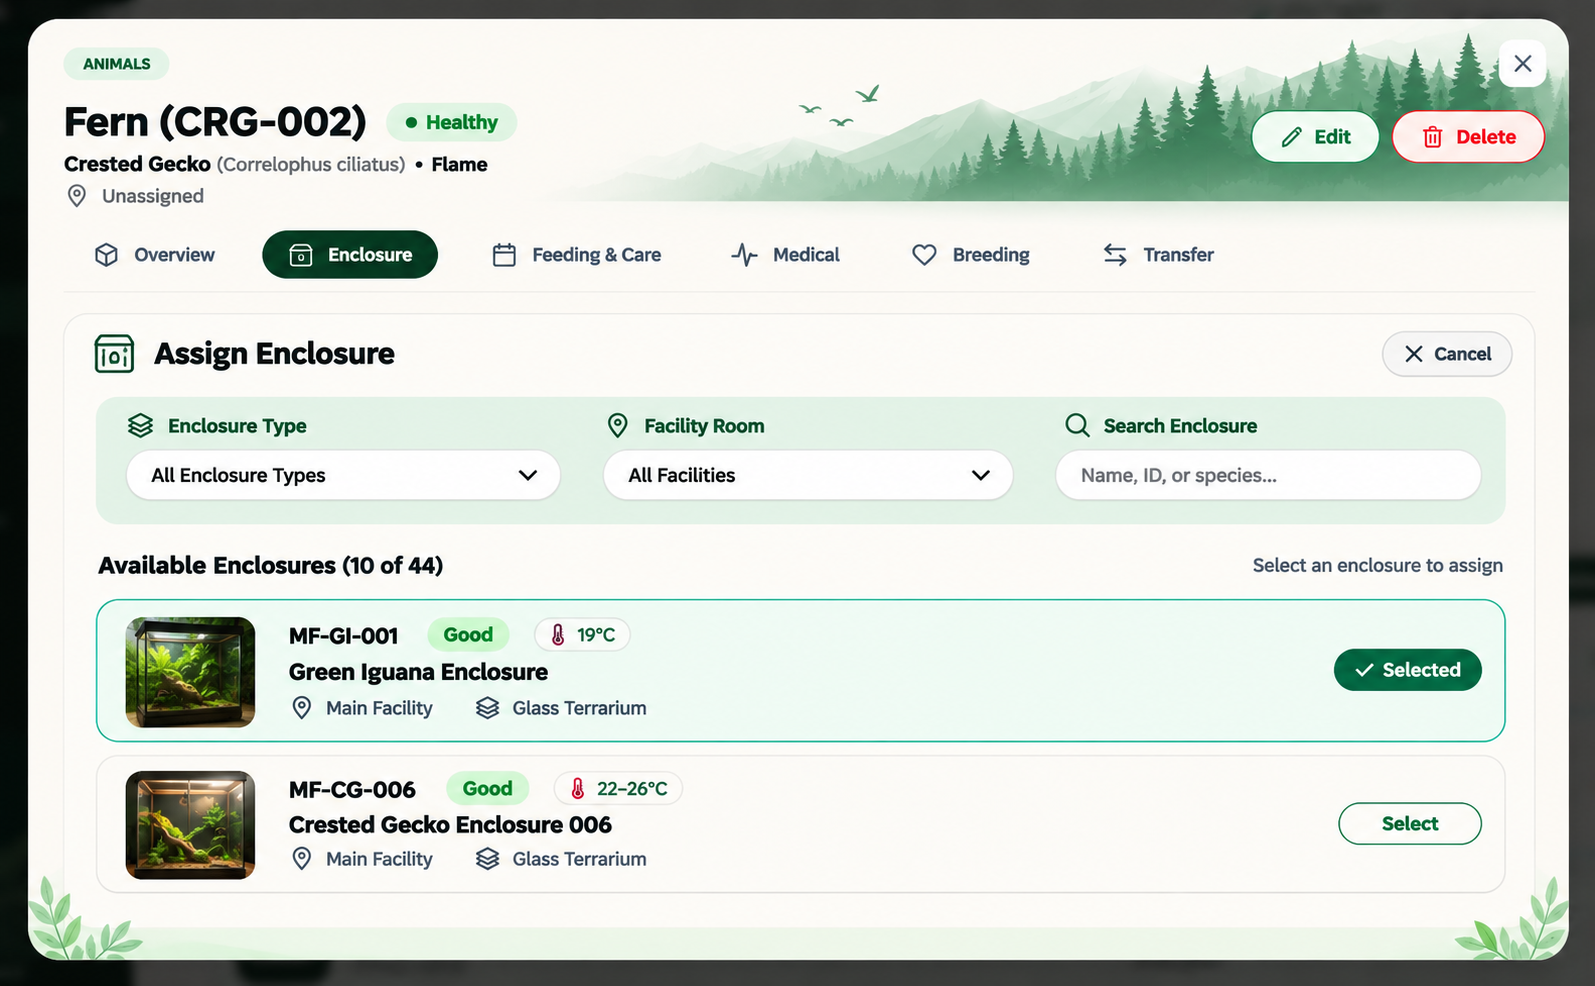 ANIMALS
Fern (CRG-002)
Healthy
Edit
Delete
Crested Gecko (Correlophus ciliatus) • Flame
Unassigned
Overview
Enclosure
Feeding & Care
Medical
Breeding
Transfer
Assign Enclosure
Cancel
Enclosure Type
Facility Room
Search Enclosure
All Enclosure Types
All Facilities
Name, ID, or species...
Available Enclosures (10 of 44)
Select an enclosure to assign
MF-GI-001
Good
19°C
Green Iguana Enclosure
Main Facility
Glass Terrarium
Selected
MF-CG-006
Good
22–26°C
Crested Gecko Enclosure 006
Main Facility
Glass Terrarium
Select